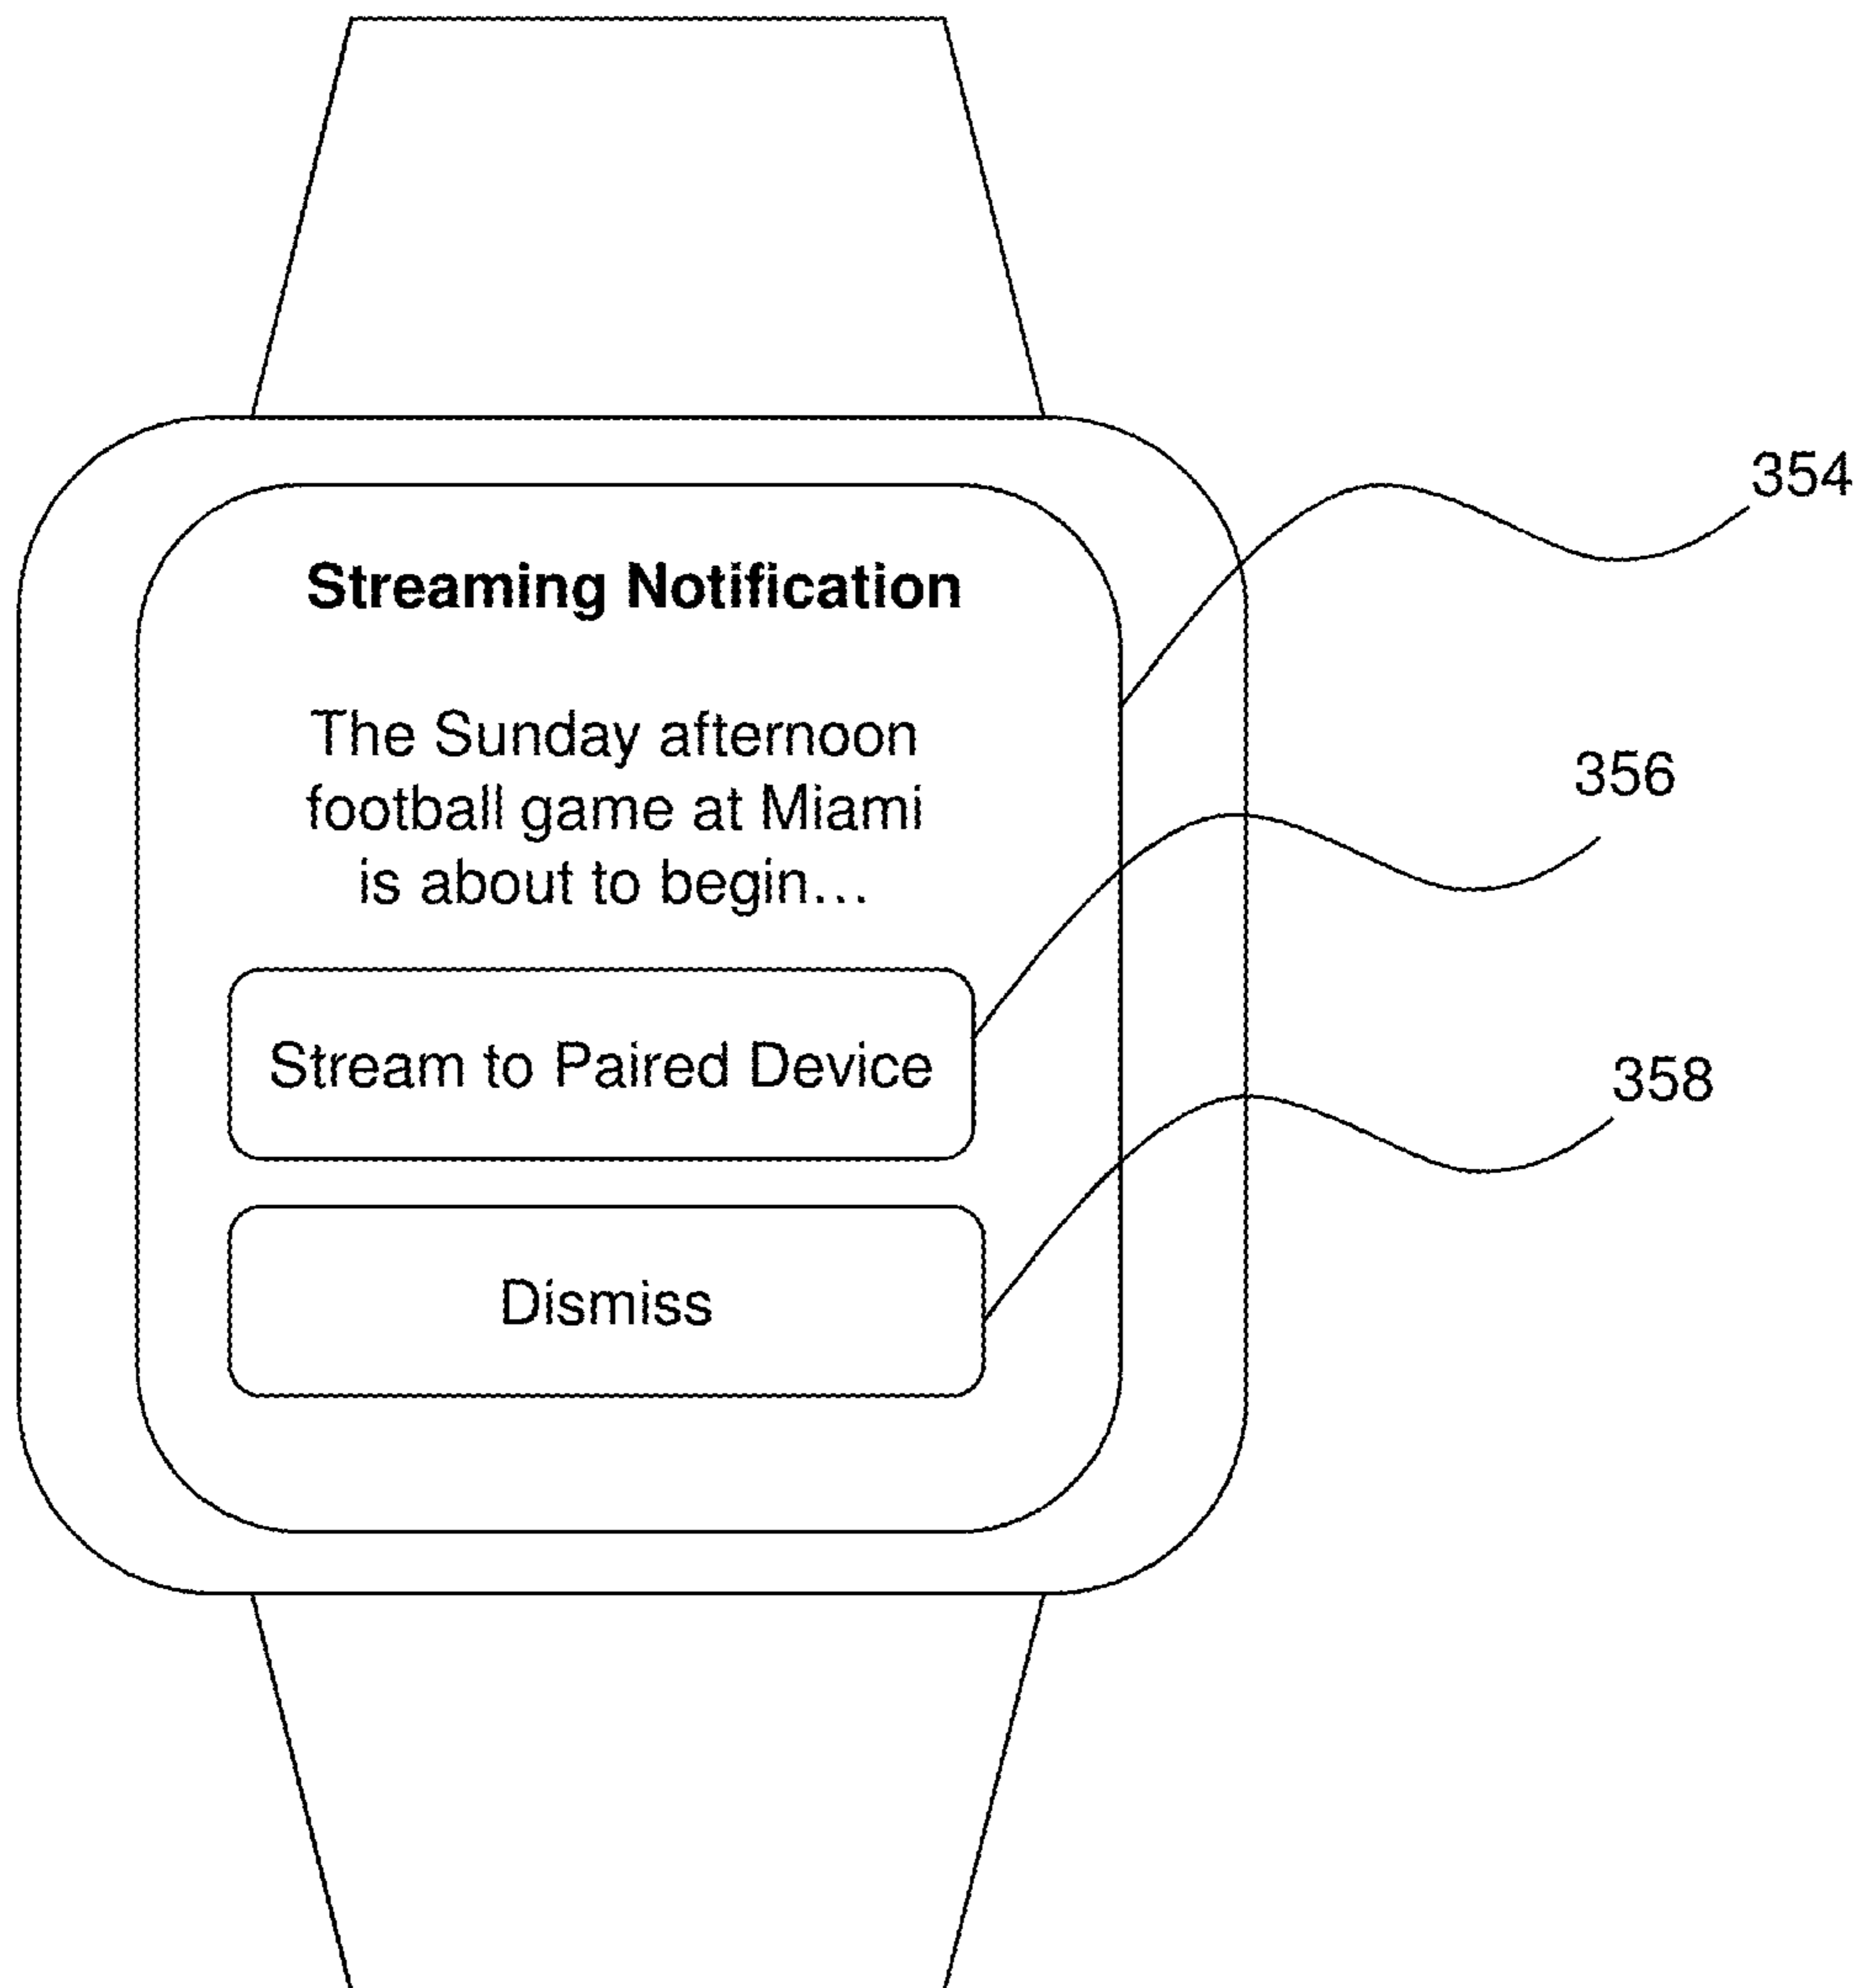 354
Streaming Notification
The Sunday afternoon
football game at Miami
is about to begin...
356
Stream to Paired Device
358
Dismiss